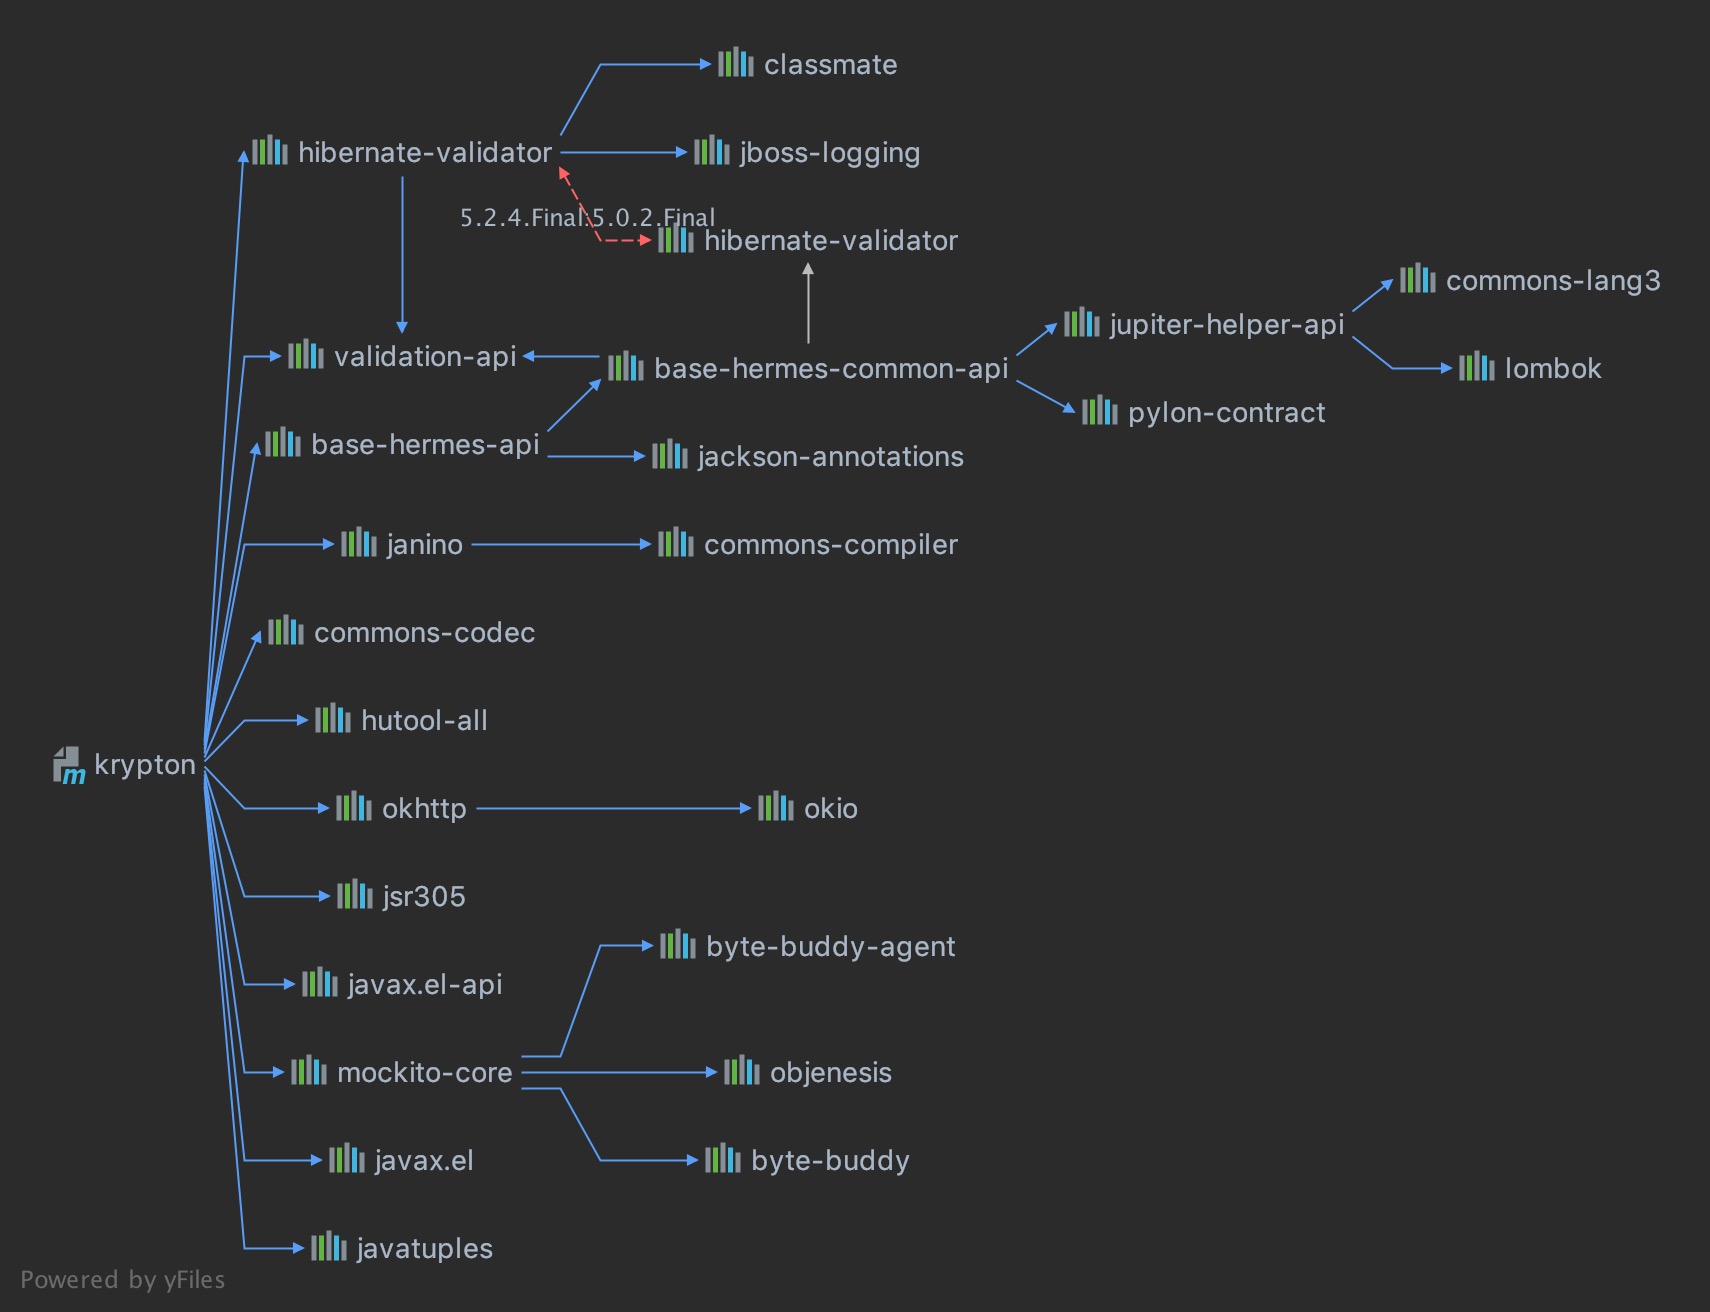 classmate
hibernate-validator
jboss-logging
5.2.4.Final:5.0.2.Final
hibernate-validator
commons-lang3
jupiter-helper-api
validation-api
base-hermes-common-api
lombok
pylon-contract
base-hermes-api
jackson-annotations
janino
commons-compiler
commons-codec
hutool-all
m krypton
okhttp
okio
jsr305
byte-buddy-agent
javax.el-api
mockito-core
objenesis
javax.el
byte-buddy
javatuples
Powered by yFiles